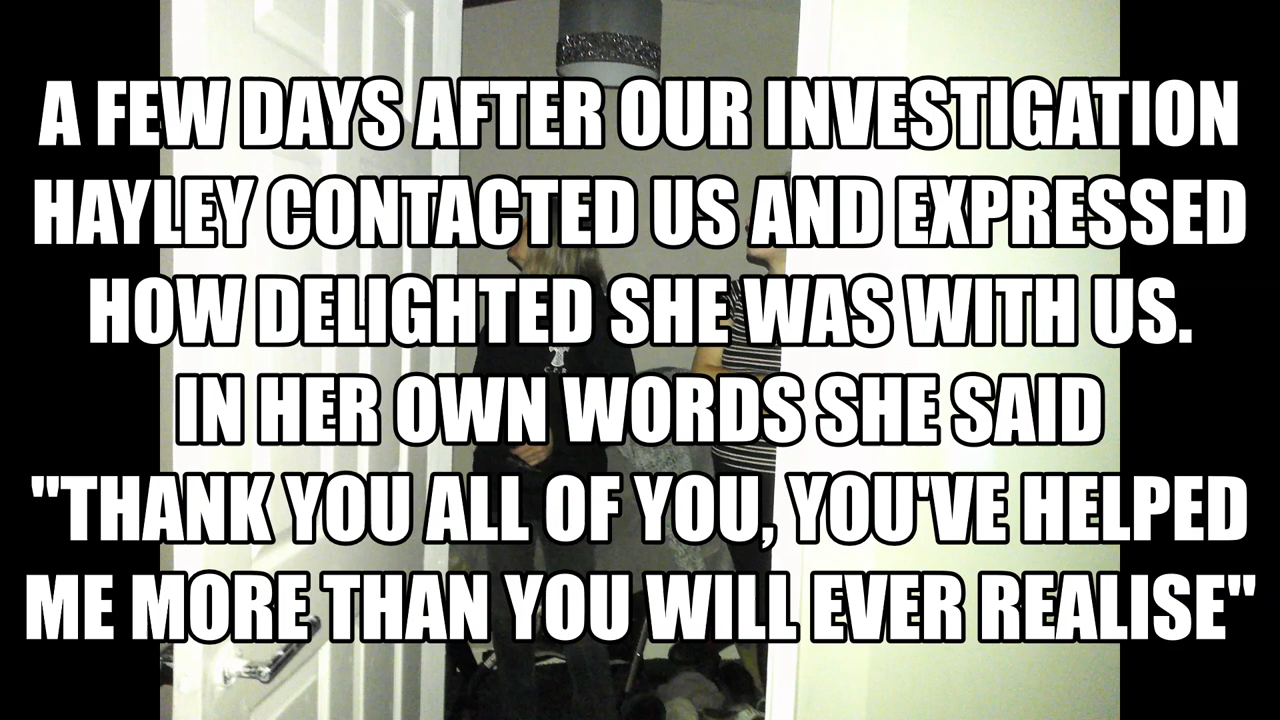 A FEW DAYS AFTER OUR INVESTIGATION
HAYLEY CONTACTED US AND EXPRESSED
HOW DELIGHTED SHE WAS WITH US.
IN HER OWN WORDS SHE SAID
"THANK YOU ALL OF YOU, YOU'VE HELPED
ME MORE THAN YOU WILL EVER REALISE"